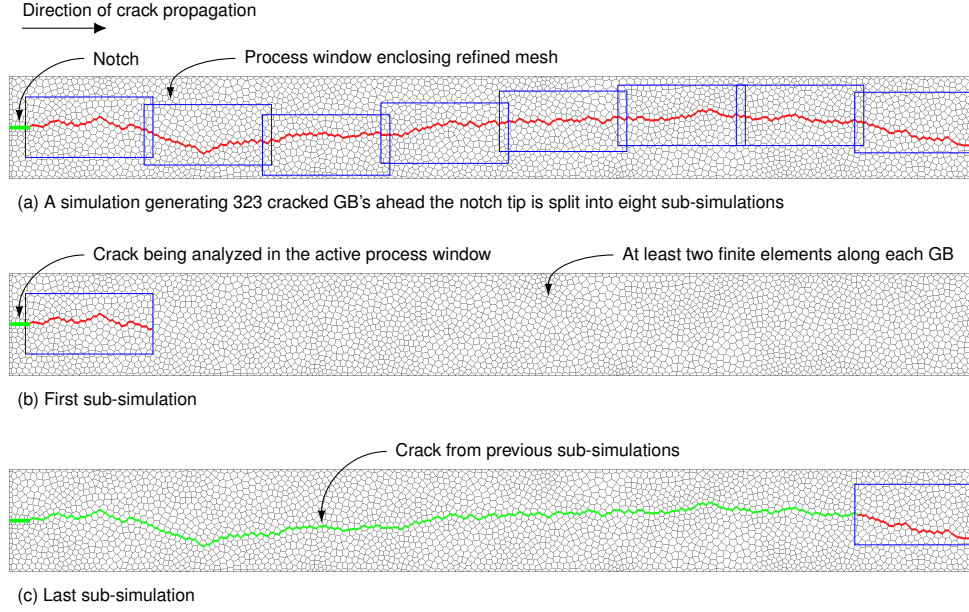 Direction of crack propagation
Notch
Process window enclosing refined mesh
(a) A simulation generating 323 cracked GB's ahead the notch tip is split into eight sub-simulations
Crack being analyzed in the active process window
At least two finite elements along each GB
(b) First sub-simulation
Crack from previous sub-simulations
(c) Last sub-simulation